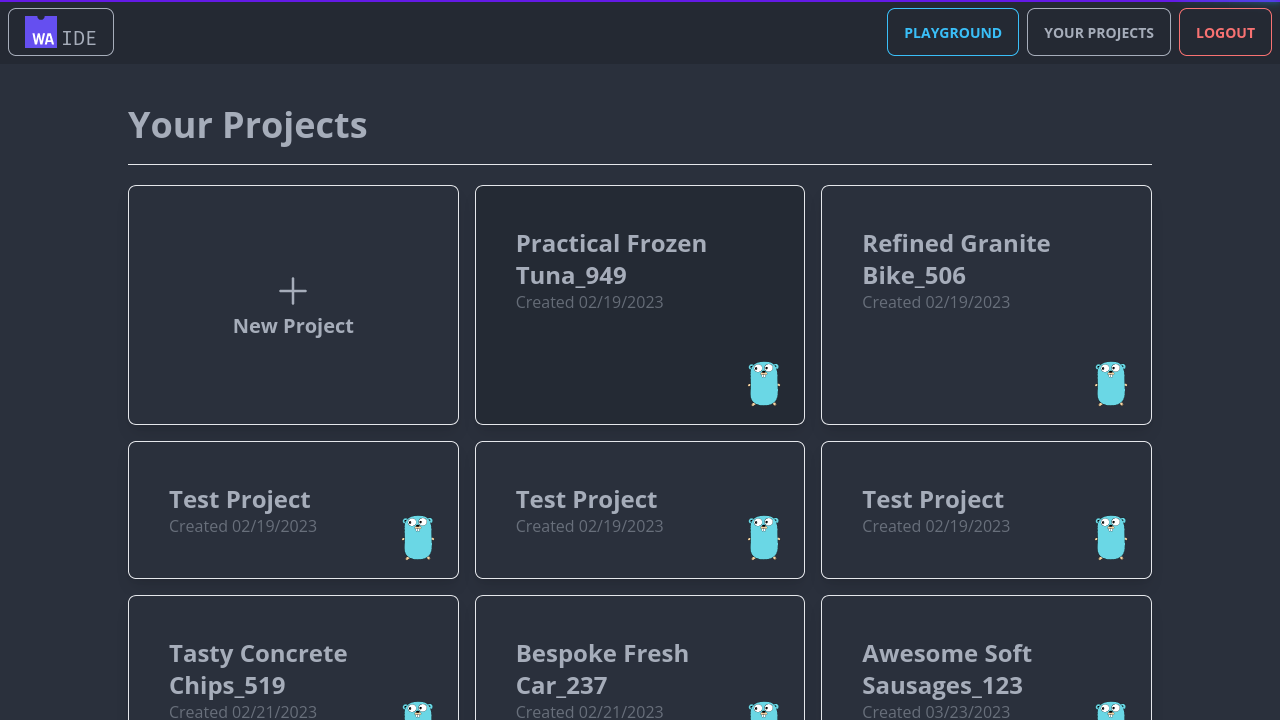 WA IDE
PLAYGROUND
YOUR PROJECTS
LOGOUT
Your Projects
New Project
Practical Frozen
Tuna_949
Created 02/19/2023
Refined Granite
Bike_506
Created 02/19/2023
Test Project
Created 02/19/2023
Test Project
Created 02/19/2023
Test Project
Created 02/19/2023
Tasty Concrete
Chips_519
Created 02/21/2023
Bespoke Fresh
Car_237
Created 02/21/2023
Awesome Soft
Sausages_123
Created 03/23/2023